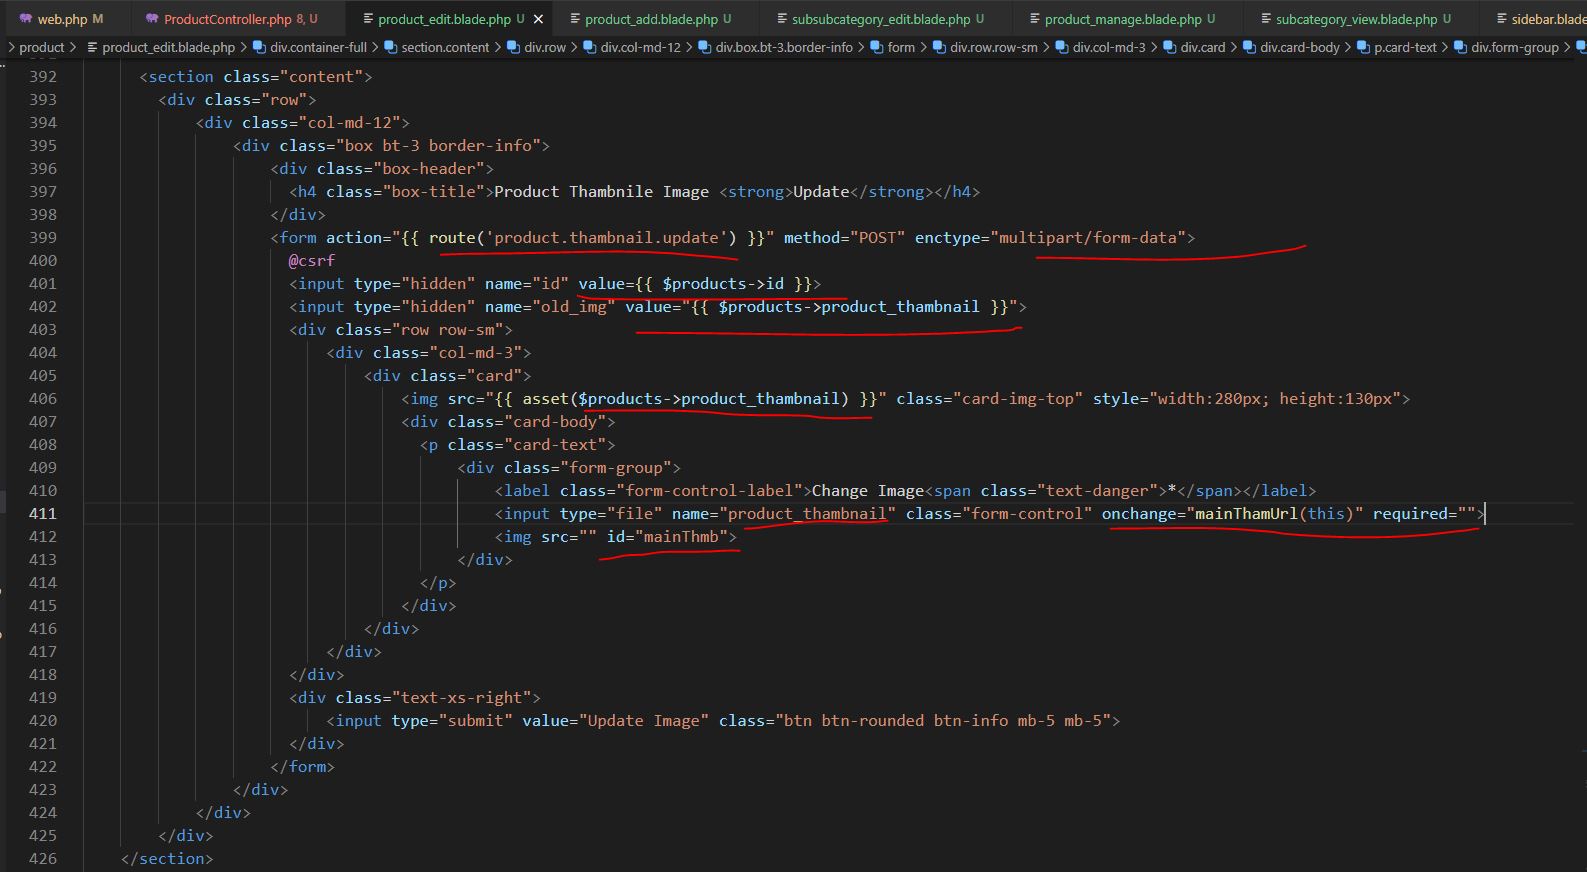 web.php M ProductController.php 8, U product_edit.blade.php U product_add.blade.php U subsubcategory_edit.blade.php U product_manage.blade.php U subcategory_view.blade.php U sidebar.blade
> product > product_edit.blade.php > div.container-full > section.content > div.row > div.col-md-12 > div.box.bt-3.border-info > form > div.row.row-sm > div.col-md-3 > div.card > div.card-body > p.card-text > div.form-group >
392 <section class="content">
393 <div class="row">
394 <div class="col-md-12">
395 <div class="box bt-3 border-info">
396 <div class="box-header">
397 <h4 class="box-title">Product Thambnile Image <strong>Update</strong></h4>
398 </div>
399 <form action="{{ route('product.thambnail.update') }}" method="POST" enctype="multipart/form-data">
400 @csrf
401 <input type="hidden" name="id" value={{ $products->id }}>
402 <input type="hidden" name="old_img" value="{{ $products->product_thambnail }}">
403 <div class="row row-sm">
404 <div class="col-md-3">
405 <div class="card">
406 <img src="{{ asset($products->product_thambnail) }}" class="card-img-top" style="width:280px; height:130px">
407 <div class="card-body">
408 <p class="card-text">
409 <div class="form-group">
410 <label class="form-control-label">Change Image<span class="text-danger">*</span></label>
411 <input type="file" name="product_thambnail" class="form-control" onchange="mainThamUrl(this)" required="">
412 <img src="" id="mainThmb">
413 </div>
414 </p>
415 </div>
416 </div>
417 </div>
418 </div>
419 <div class="text-xs-right">
420 <input type="submit" value="Update Image" class="btn btn-rounded btn-info mb-5 mb-5">
421 </div>
422 </form>
423 </div>
424 </div>
425 </div>
426 </section>